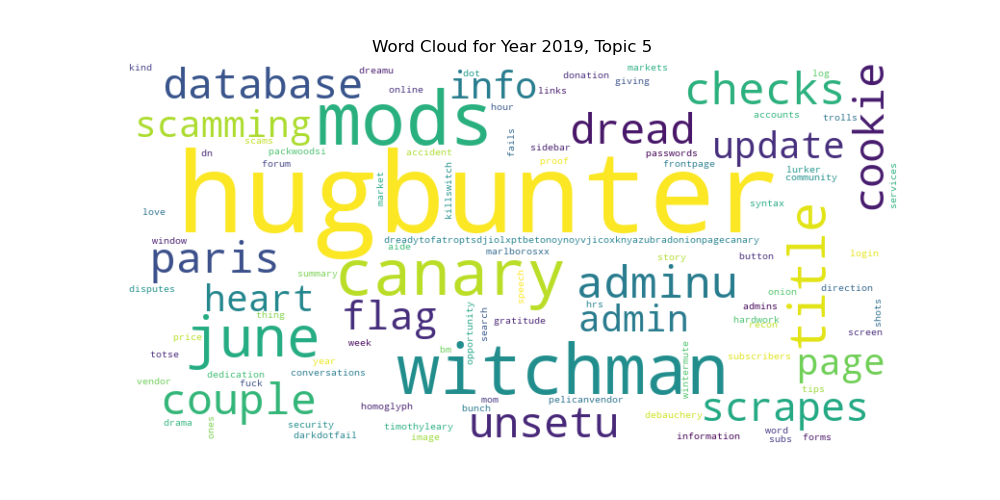 Word Cloud for Year 2019, Topic 5
kind
dreamu
dot
donation
markets
log
database
online
info
links
giving
checks
cookie
hour
accounts
trolls
scamming
mods
fails
dread
update
scams
sidebar
passwords
dn
packwoodsi
accident
proof
frontpage
forum
lurker
community
services
hugbunter
market
killswitch
syntax
love
title
window
dreadytofatroptsdjiolxptbetonoynoyvjicoxknyazubradonionpagecanary
aide
marlborosxx
paris
canary
story
button
login
summary
speech
adminu
disputes
heart
onion
direction
flag
hrs
admins
thing
june
opportunity
search
gratitude
admin
hardwork
recon
shots
price
week
screen
totse
bm
witchman
wintermute
subscribers
page
year
dedication
conversations
vendor
fuck
couple
mom
pelicanvendor
tips
homoglyph
bunch
unsetu
debauchery
scrapes
drama
ones
security
timothyleary
word
darkdotfail
image
information
subs
forms